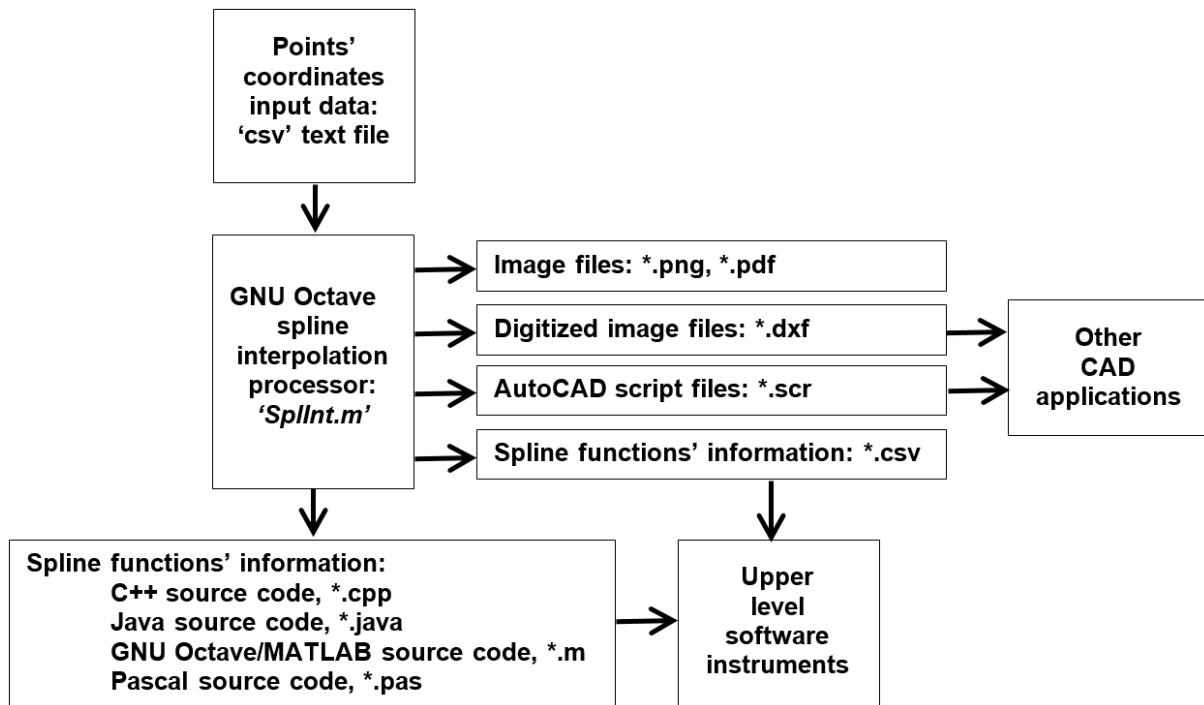 Points’
coordinates
input data:
‘csv’ text file
GNU Octave
spline
interpolation
processor:
‘SplInt.m’
Image files: *.png, *.pdf
Digitized image files: *.dxf
AutoCAD script files: *.scr
Spline functions’ information: *.csv
Other
CAD
applications
Spline functions’ information:
C++ source code, *.cpp
Java source code, *.java
GNU Octave/MATLAB source code, *.m
Pascal source code, *.pas
Upper
level
software
instruments